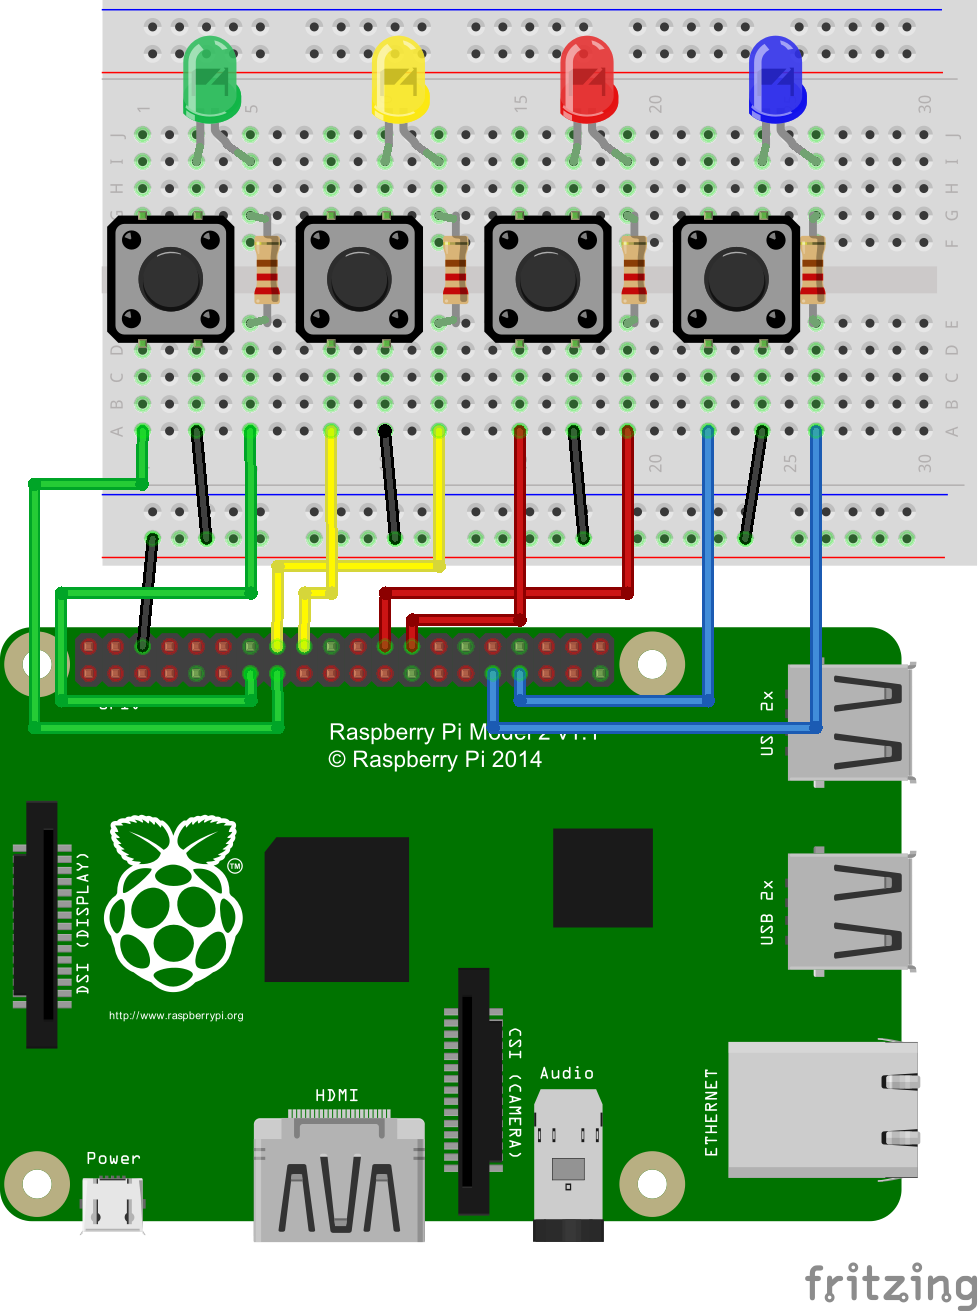 1 5 15 20 30
J J
I I
H H
G
F
E
D D
C C
B B
A A
20 25 30
Raspberry Pi Model 2 V1.1
© Raspberry Pi 2014
USB 2x
DSI (DISPLAY)
TM
USB 2x
http://www.raspberrypi.org
CSI (CAMERA)
Audio
ETHERNET
HDMI
Power
fritzing